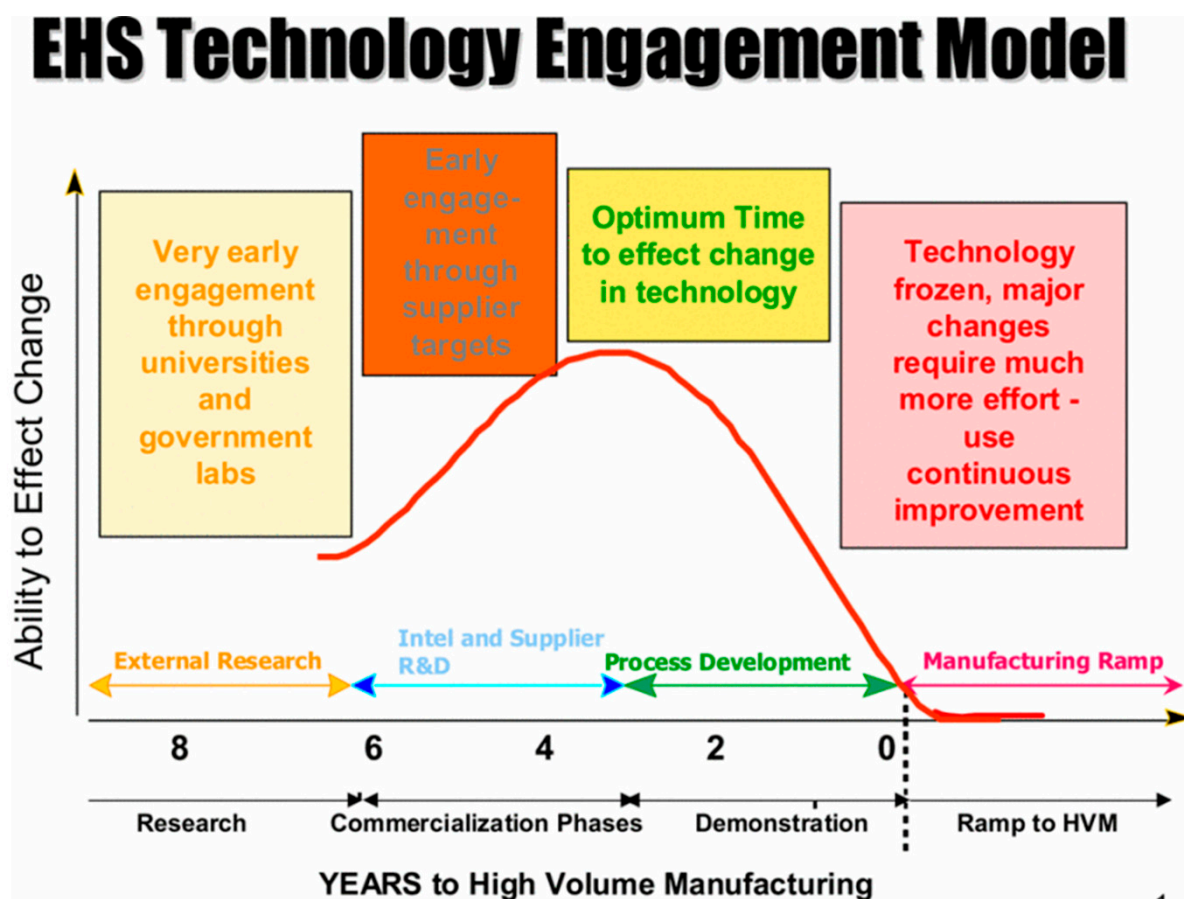 EHS Technology Engagement Model
Ability to Effect Change
Very early
engagement
through
universities
and
government
labs
Early
engage-
ment
through
supplier
targets
Optimum Time
to effect change
in technology
Technology
frozen, major
changes
require much
more effort -
use
continuous
improvement
External Research
Intel and Supplier
R&D
Process Development
Manufacturing Ramp
8 6 4 2 0
Research
Commercialization Phases
Demonstration
Ramp to HVM
YEARS to High Volume Manufacturing